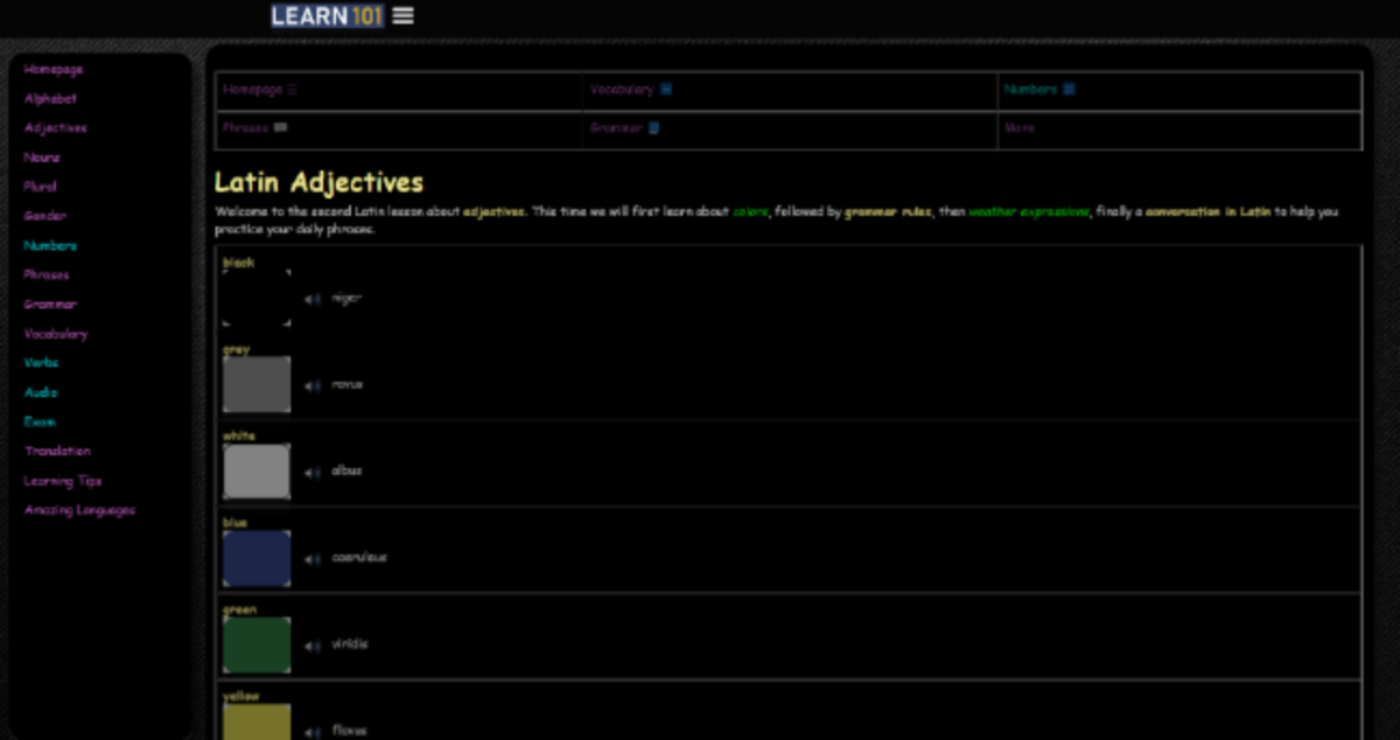 LEARN 101
Homepage
Alphabet
Adjectives
Nouns
Plural
Gender
Numbers
Phrases
Grammar
Vocabulary
Verbs
Audio
Exam
Translation
Learning Tips
Amazing Languages
Homepage Vocabulary Numbers
Phrases Grammar More
Latin Adjectives
Welcome to the second Latin lesson about adjectives. This time we will first learn about colors, followed by grammar rules, then weather expressions, finally a conversation in Latin to help you
practice your daily phrases.
black
niger
grey
ravus
white
albus
blue
caeruleus
green
viridis
yellow
flavus